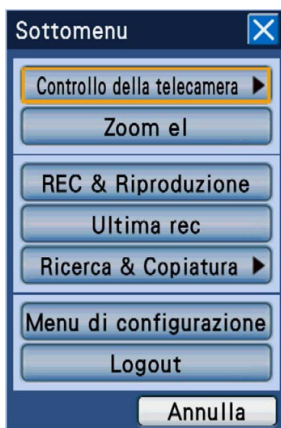 Sottomenu
Controllo della telecamera
Zoom el
REC & Riproduzione
Ultima rec
Ricerca & Copiatura
Menu di configurazione
Logout
Annulla